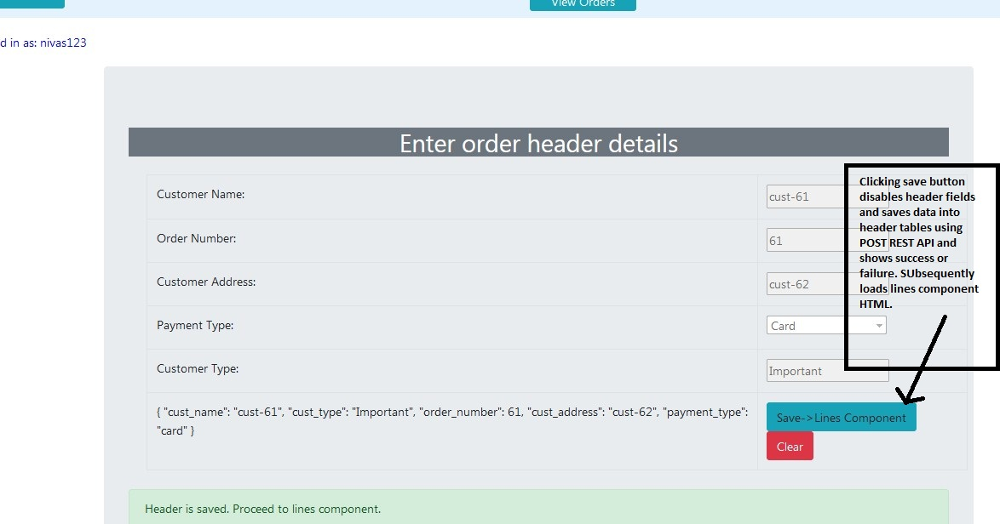 View Orders
d in as: nivas123
Enter order header details
Customer Name:
cust-61
Order Number:
61
Customer Address:
cust-62
Payment Type:
Card
Customer Type:
Important
{ "cust_name": "cust-61", "cust_type": "Important", "order_number": 61, "cust_address": "cust-62", "payment_type":
"card" }
Save->Lines Component
Clear
Header is saved. Proceed to lines component.
Clicking save button
disables header fields
and saves data into
header tables using
POST REST API and
shows success or
failure. SUbsequently
loads lines component
HTML.